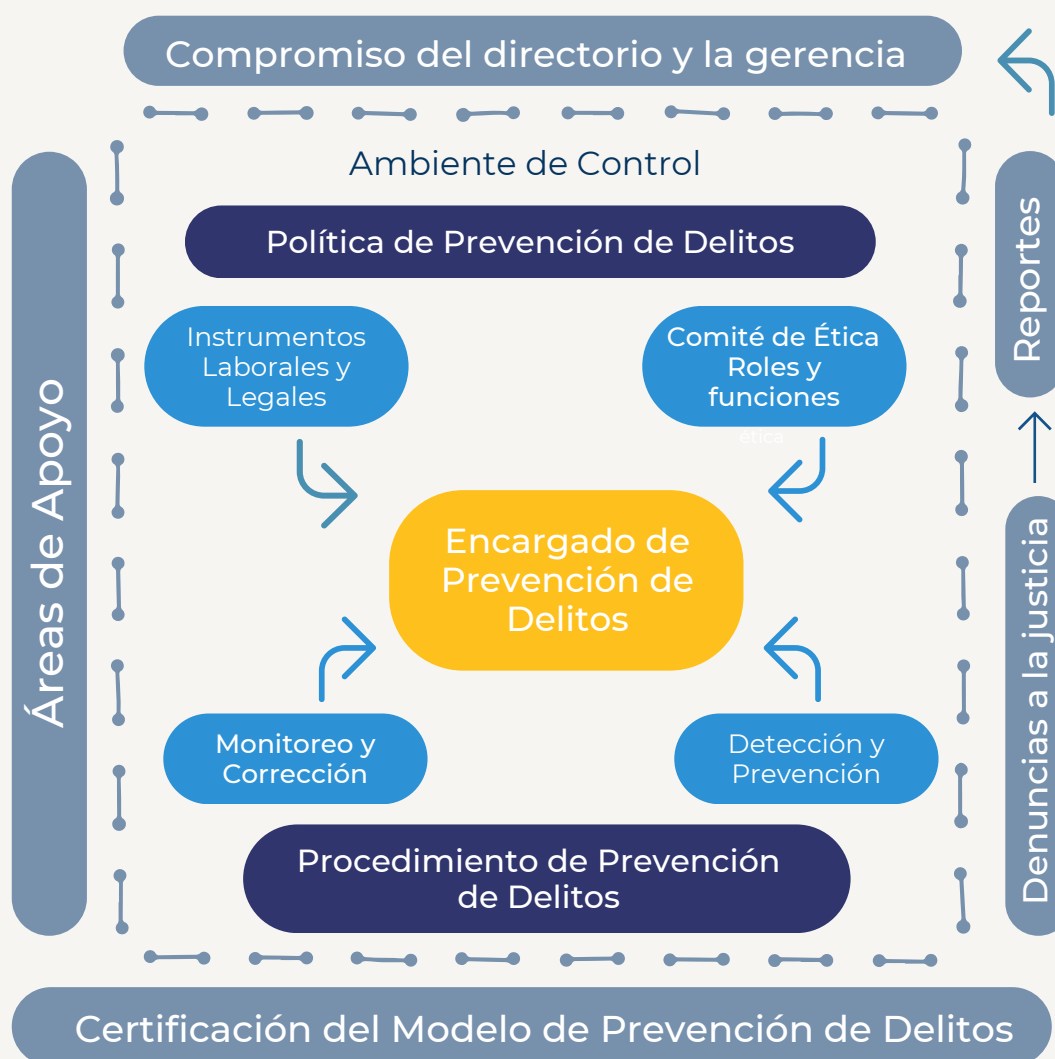 Compromiso del directorio y la gerencia
Ambiente de Control
Política de Prevención de Delitos
Instrumentos
Laborales y
Legales
Comité de Ética
Roles y
funciones
ética
Encargado de
Prevención de
Delitos
Monitoreo y
Corrección
Detección y
Prevención
Procedimiento de Prevención
de Delitos
Áreas de Apoyo
Reportes
Denuncias a la justicia
Certificación del Modelo de Prevención de Delitos